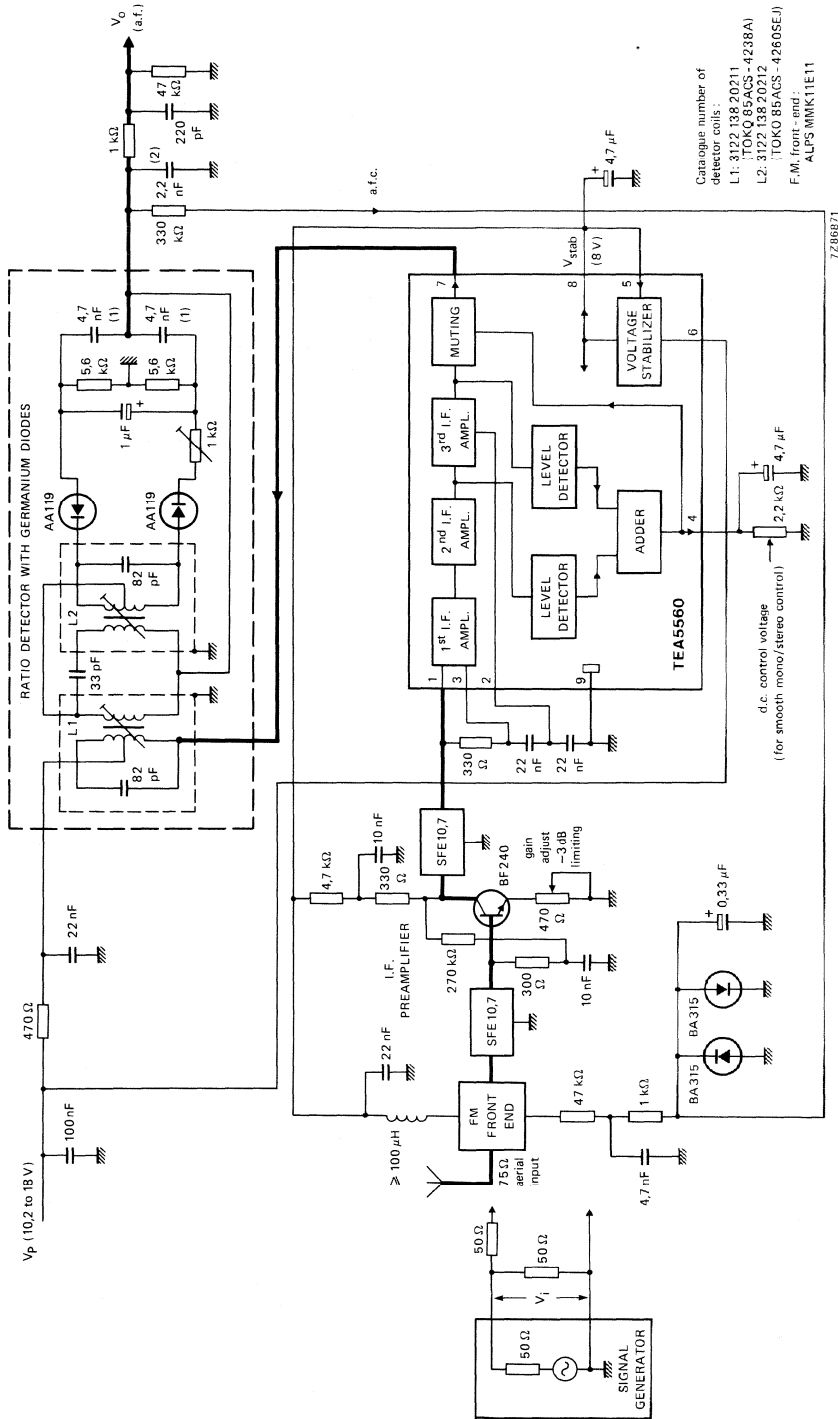 RATIO DETECTOR WITH GERMANIUM DIODES
Vp (10,2 to 18 V)
100 nF
470 Ω
22 nF
L1
82
pF
33 pF
L2
82
pF
AA119
AA119
1 μF
+
1 kΩ
5,6
kΩ
5,6
kΩ
4,7
nF
(1)
4,7
nF
(1)
330
kΩ
2,2
nF
(2)
1 kΩ
220
pF
47
kΩ
Vo
(a.f.)
a.f.c.
SIGNAL
GENERATOR
50 Ω
Vi
50 Ω
50 Ω
75 Ω
aerial
input
≥ 100 μH
22 nF
FM
FRONT
END
47 kΩ
4,7 nF
1 kΩ
BA315
BA315
+
0,33 μF
SFE10,7
I.F.
PREAMPLIFIER
270 kΩ
300
Ω
10 nF
4,7 kΩ
10 nF
330
Ω
BF240
470
Ω
gain
adjust
−3 dB
limiting
SFE10,7
330
Ω
22
nF
22
nF
1
3
2
9
1st I.F.
AMPL.
2nd I.F.
AMPL.
3rd I.F.
AMPL.
MUTING
7
LEVEL
DETECTOR
LEVEL
DETECTOR
ADDER
4
TEA5560
VOLTAGE
STABILIZER
8
5
6
Vstab
(8 V)
+
4,7 μF
+
4,7 μF
2,2 kΩ
d.c. control voltage
(for smooth mono/stereo control)
Catalogue number of
detector coils:
L1: 3122 138 20211
(TOKO 85ACS-4238A)
L2: 3122 138 20212
(TOKO 85ACS-4260SEJ)
F.M. front-end:
ALPS MMK11E11
7Z86871